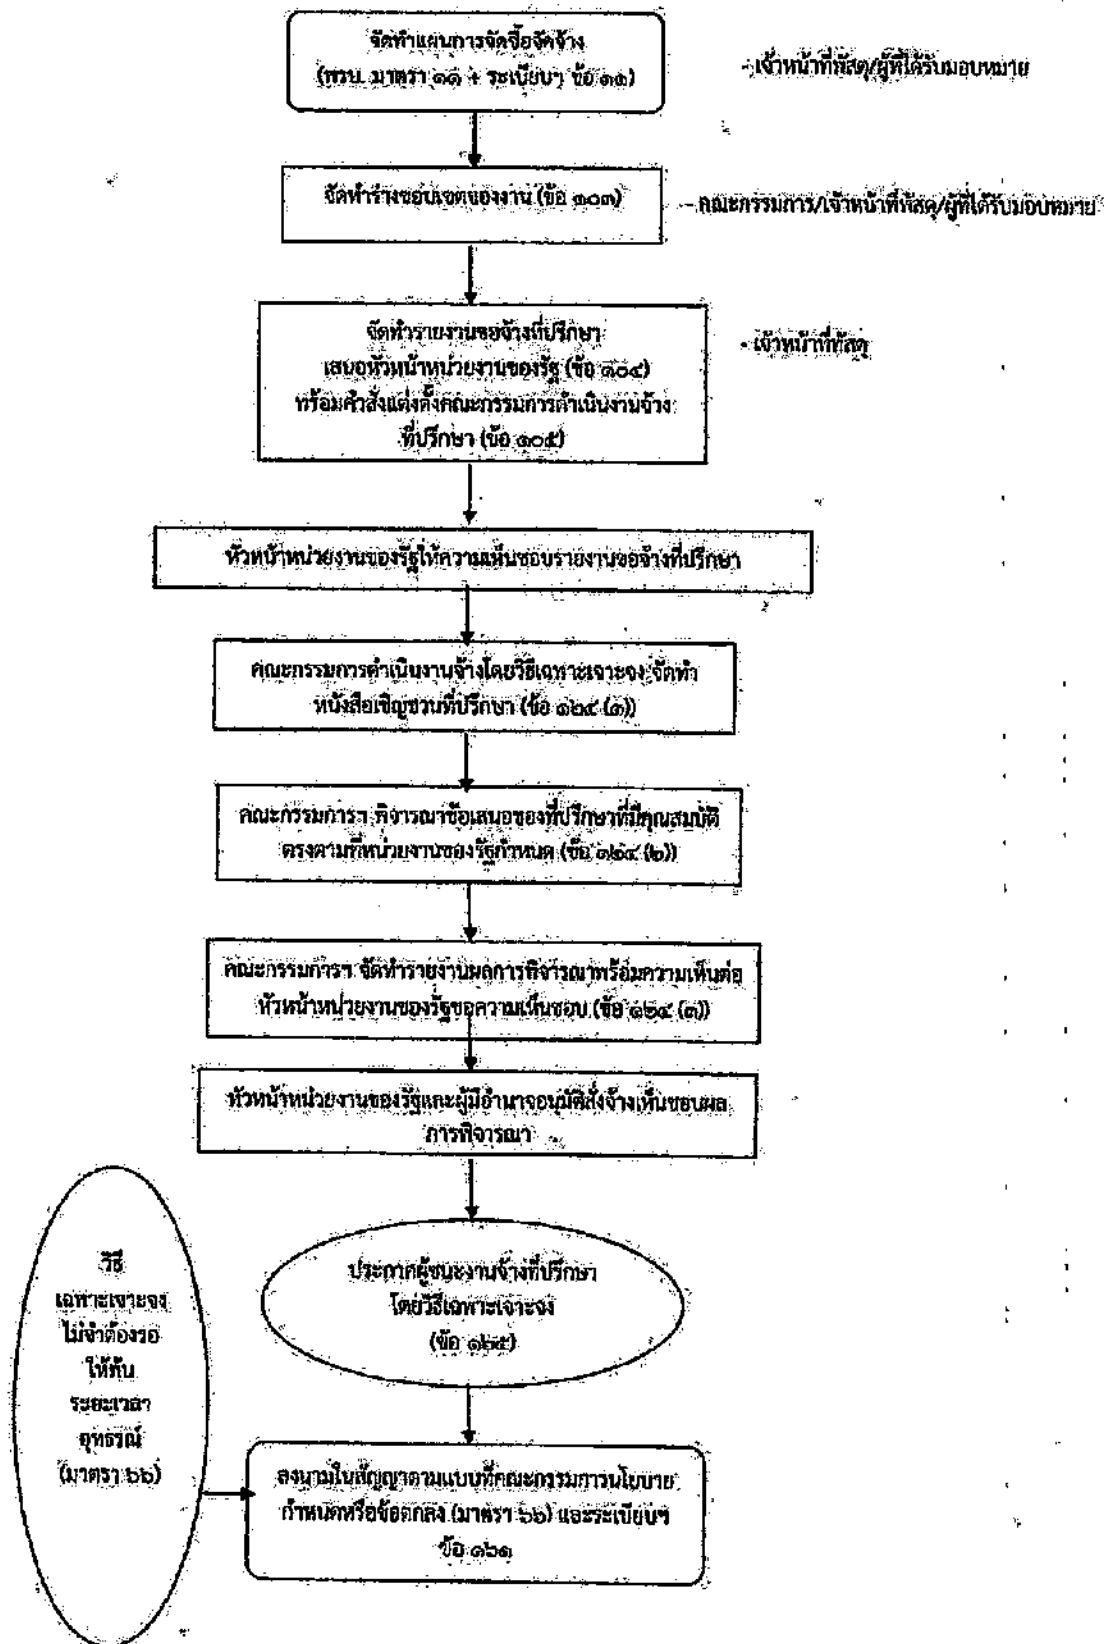 จัดทำแผนการจัดซื้อจัดจ้าง
(พรบ. มาตรา ๑๑ + ระเบียบฯ ข้อ ๑๑)
- เจ้าหน้าที่พัสดุ/ผู้ที่ได้รับมอบหมาย
จัดทำร่างขอบเขตของงาน (ข้อ ๑๐๓)
- คณะกรรมการ/เจ้าหน้าที่พัสดุ/ผู้ที่ได้รับมอบหมาย
จัดทำรายงานขอจ้างที่ปรึกษา
เสนอหัวหน้าหน่วยงานของรัฐ (ข้อ ๑๐๔)
พร้อมคำสั่งแต่งตั้งคณะกรรมการดำเนินงานจ้าง
ที่ปรึกษา (ข้อ ๑๐๕)
- เจ้าหน้าที่พัสดุ
หัวหน้าหน่วยงานของรัฐให้ความเห็นชอบรายงานขอจ้างที่ปรึกษา
คณะกรรมการดำเนินงานจ้างโดยวิธีเฉพาะเจาะจง จัดทำ
หนังสือเชิญชวนที่ปรึกษา (ข้อ ๑๒๔ (๑))
คณะกรรมการฯ พิจารณาข้อเสนอของที่ปรึกษาที่มีคุณสมบัติ
ตรงตามที่หน่วยงานของรัฐกำหนด (ข้อ ๑๒๔ (๒))
คณะกรรมการฯ จัดทำรายงานผลการพิจารณาพร้อมความเห็นต่อ
หัวหน้าหน่วยงานของรัฐขอความเห็นชอบ (ข้อ ๑๒๔ (๓))
หัวหน้าหน่วยงานของรัฐและผู้มีอำนาจอนุมัติสั่งจ้างเห็นชอบผล
การพิจารณา
ประกาศผู้ชนะงานจ้างที่ปรึกษา
โดยวิธีเฉพาะเจาะจง
(ข้อ ๑๒๕)
วิธี
เฉพาะเจาะจง
ไม่จำต้องรอ
ให้พ้น
ระยะเวลา
อุทธรณ์
(มาตรา ๖๖)
ลงนามในสัญญาตามแบบที่คณะกรรมการนโยบาย
กำหนดหรือข้อตกลง (มาตรา ๖๖) และระเบียบฯ
ข้อ ๑๖๑